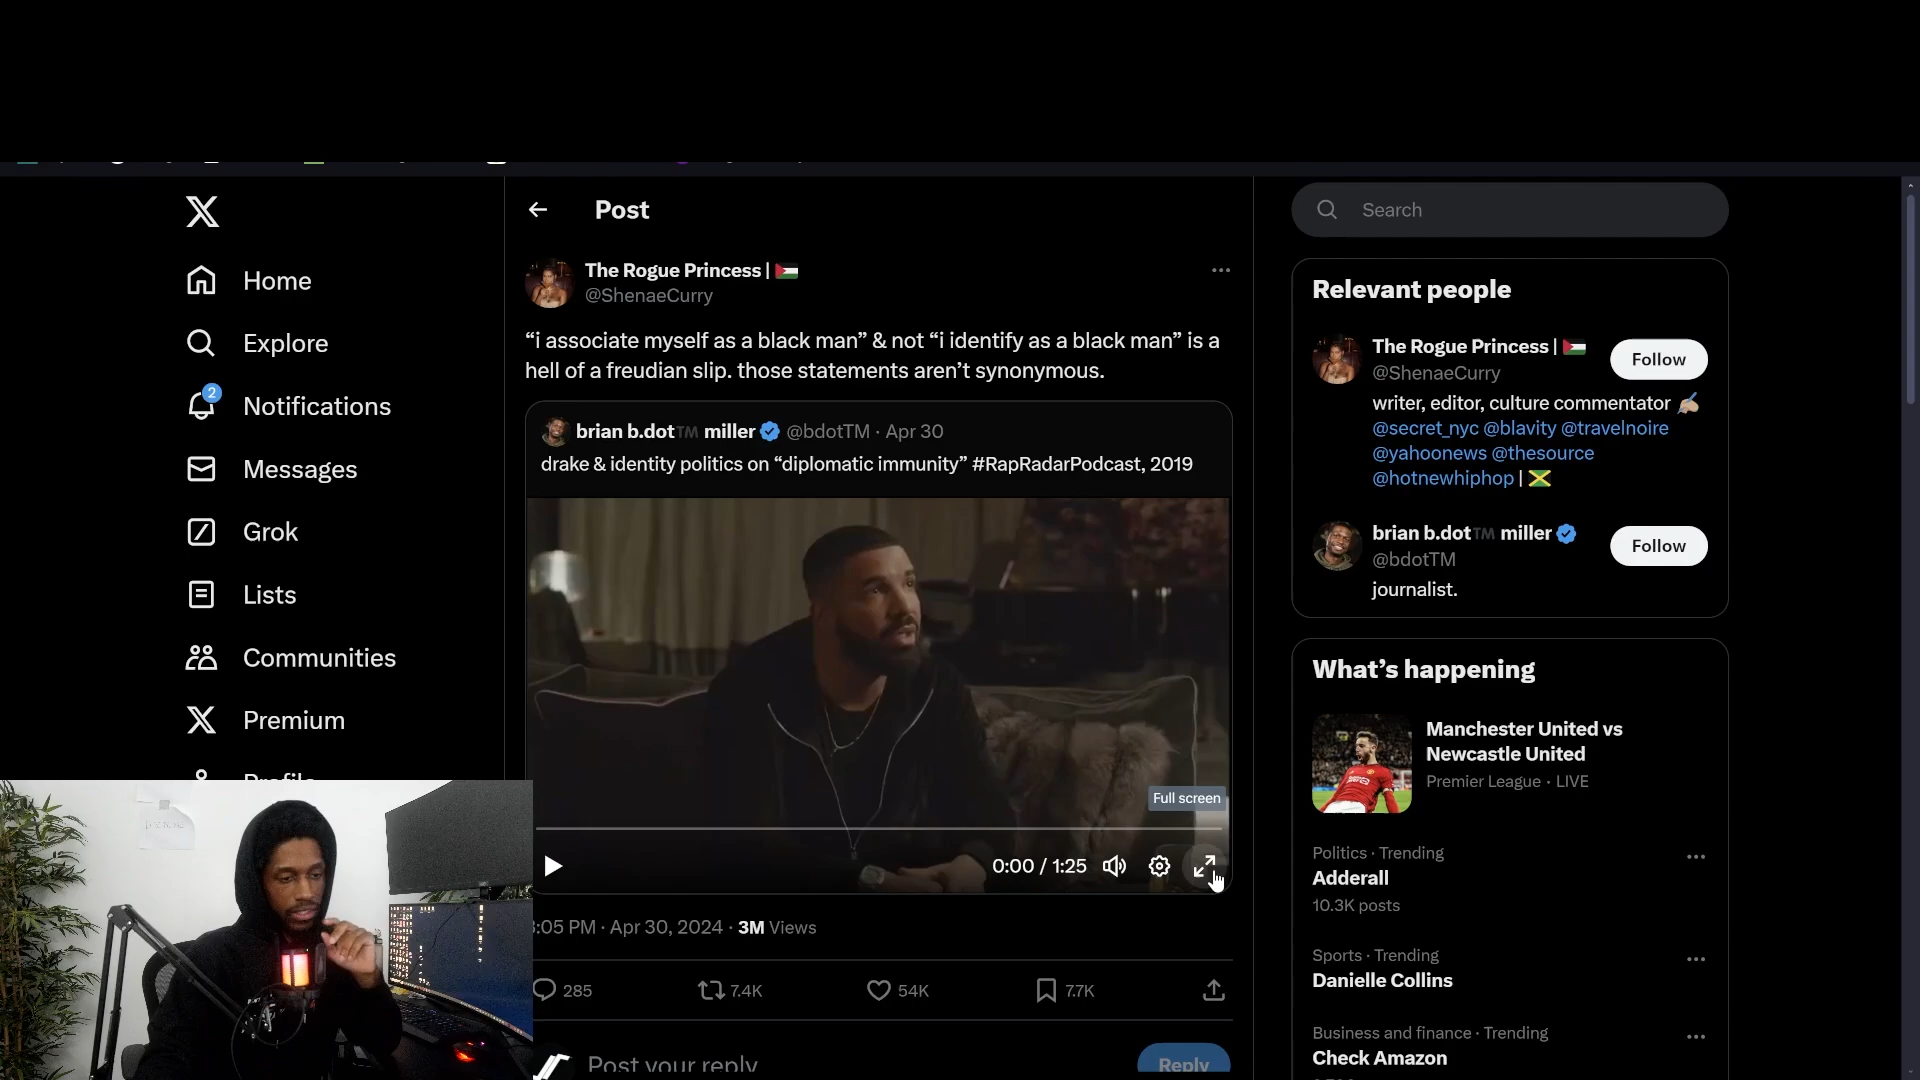 Post
Search
Home
Explore
2
Notifications
Messages
Grok
Lists
Communities
Premium
Profile
The Rogue Princess | 🇵🇸
@ShenaeCurry
“i associate myself as a black man” & not “i identify as a black man” is a
hell of a freudian slip. those statements aren’t synonymous.
brian b.dot™️ miller @bdotTM · Apr 30
drake & identity politics on “diplomatic immunity” #RapRadarPodcast, 2019
Full screen
0:00 / 1:25
:05 PM · Apr 30, 2024 · 3M Views
285
7.4K
54K
7.7K
Post your reply
Reply
Relevant people
The Rogue Princess | 🇵🇸
Follow
@ShenaeCurry
writer, editor, culture commentator ✍🏼
@secret_nyc @blavity @travelnoire
@yahoonews @thesource
@hotnewhiphop | 🇯🇲
brian b.dot™️ miller
Follow
@bdotTM
journalist.
What’s happening
Manchester United vs
Newcastle United
Premier League · LIVE
Politics · Trending
Adderall
10.3K posts
Sports · Trending
Danielle Collins
Business and finance · Trending
Check Amazon